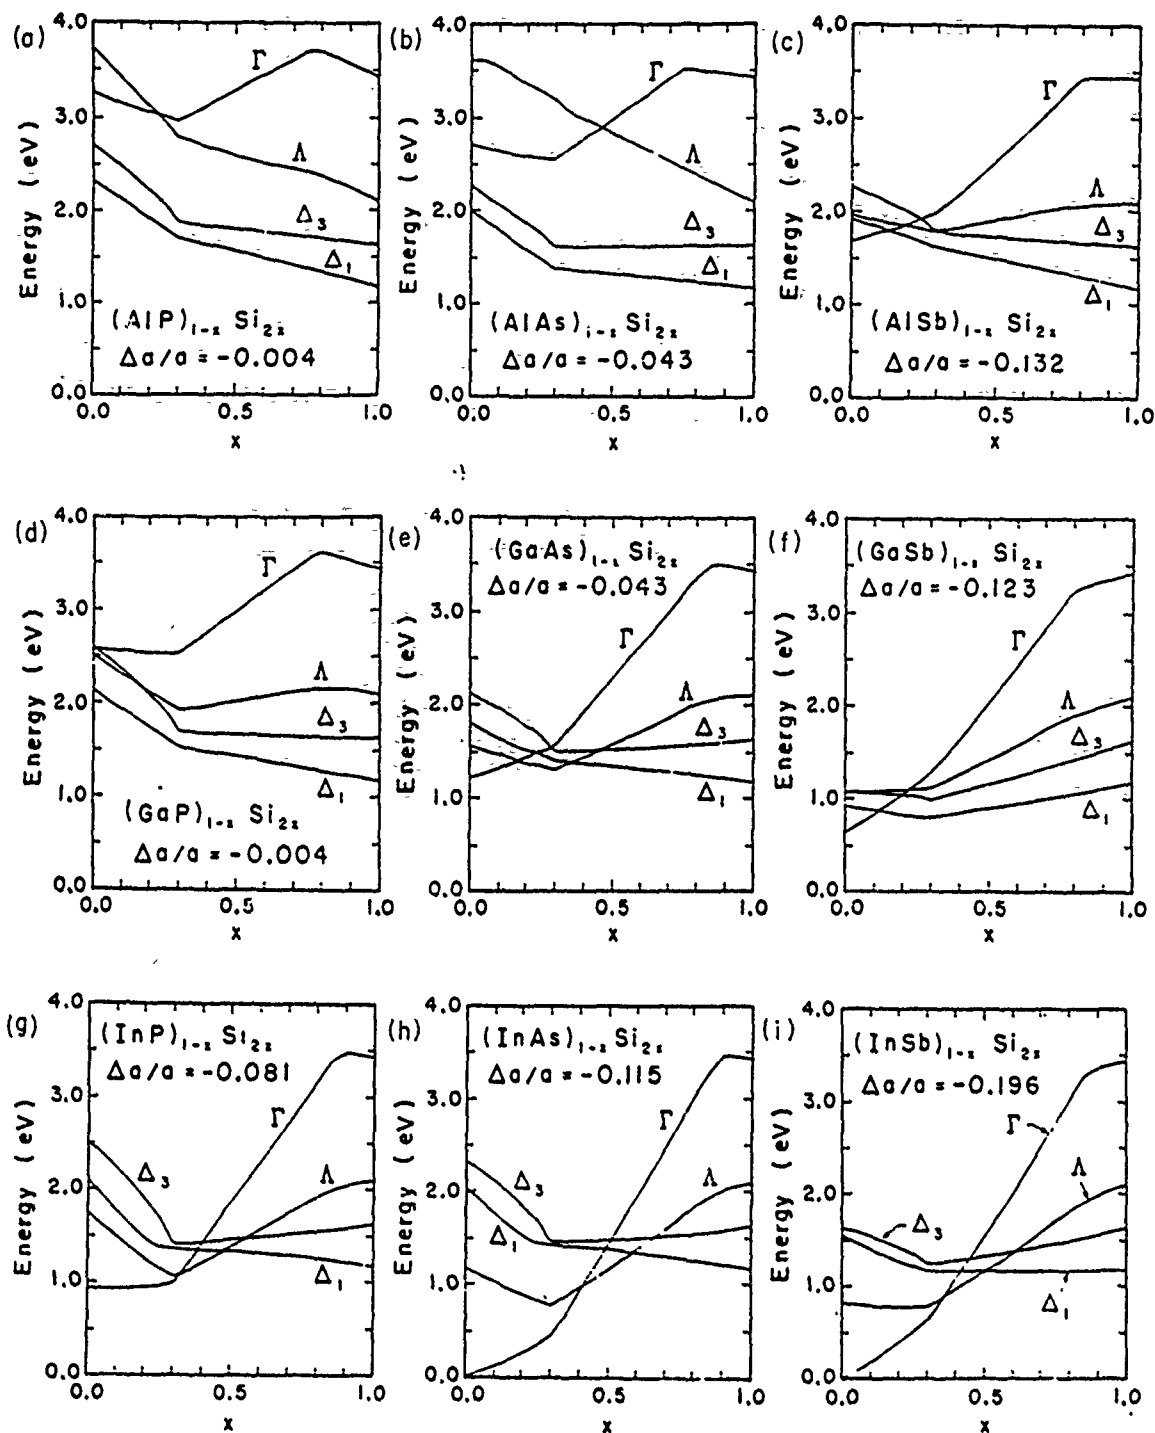 (a)
4.0
3.0
2.0
1.0
0.0
Energy (eV)
Γ
Λ
Δ₃
Δ₁
(AlP)₁₋ₓ Si₂ₓ
Δa/a = -0.004
0.0 0.5 1.0
x
(b)
4.0
3.0
2.0
1.0
0.0
Energy (eV)
Γ
Λ
Δ₃
Δ₁
(AlAs)₁₋ₓ Si₂ₓ
Δa/a = -0.043
0.0 0.5 1.0
x
(c)
4.0
3.0
2.0
1.0
0.0
Energy (eV)
Γ
Λ
Δ₃
Δ₁
(AlSb)₁₋ₓ Si₂ₓ
Δa/a = -0.132
0.0 0.5 1.0
x
(d)
4.0
3.0
2.0
1.0
0.0
Energy (eV)
Γ
Λ
Δ₃
Δ₁
(GaP)₁₋ₓ Si₂ₓ
Δa/a = -0.004
0.0 0.5 1.0
x
(e)
4.0
3.0
2.0
1.0
0.0
Energy (eV)
(GaAs)₁₋ₓ Si₂ₓ
Δa/a = -0.043
Γ
Λ
Δ₃
Δ₁
0.0 0.5 1.0
x
(f)
4.0
3.0
2.0
1.0
0.0
Energy (eV)
(GaSb)₁₋ₓ Si₂ₓ
Δa/a = -0.123
Γ
Λ
Δ₃
Δ₁
0.0 0.5 1.0
x
(g)
4.0
3.0
2.0
1.0
0.0
Energy (eV)
(InP)₁₋ₓ Si₂ₓ
Δa/a = -0.081
Γ
Δ₃
Λ
Δ₁
0.0 0.5 1.0
x
(h)
4.0
3.0
2.0
1.0
0.0
Energy (eV)
(InAs)₁₋ₓ Si₂ₓ
Δa/a = -0.115
Γ
Δ₃
Λ
Δ₁
0.0 0.5 1.0
x
(i)
4.0
3.0
2.0
1.0
0.0
Energy (eV)
(InSb)₁₋ₓ Si₂ₓ
Δa/a = -0.196
Γ
Λ
Δ₃
Δ₁
0.0 0.5 1.0
x